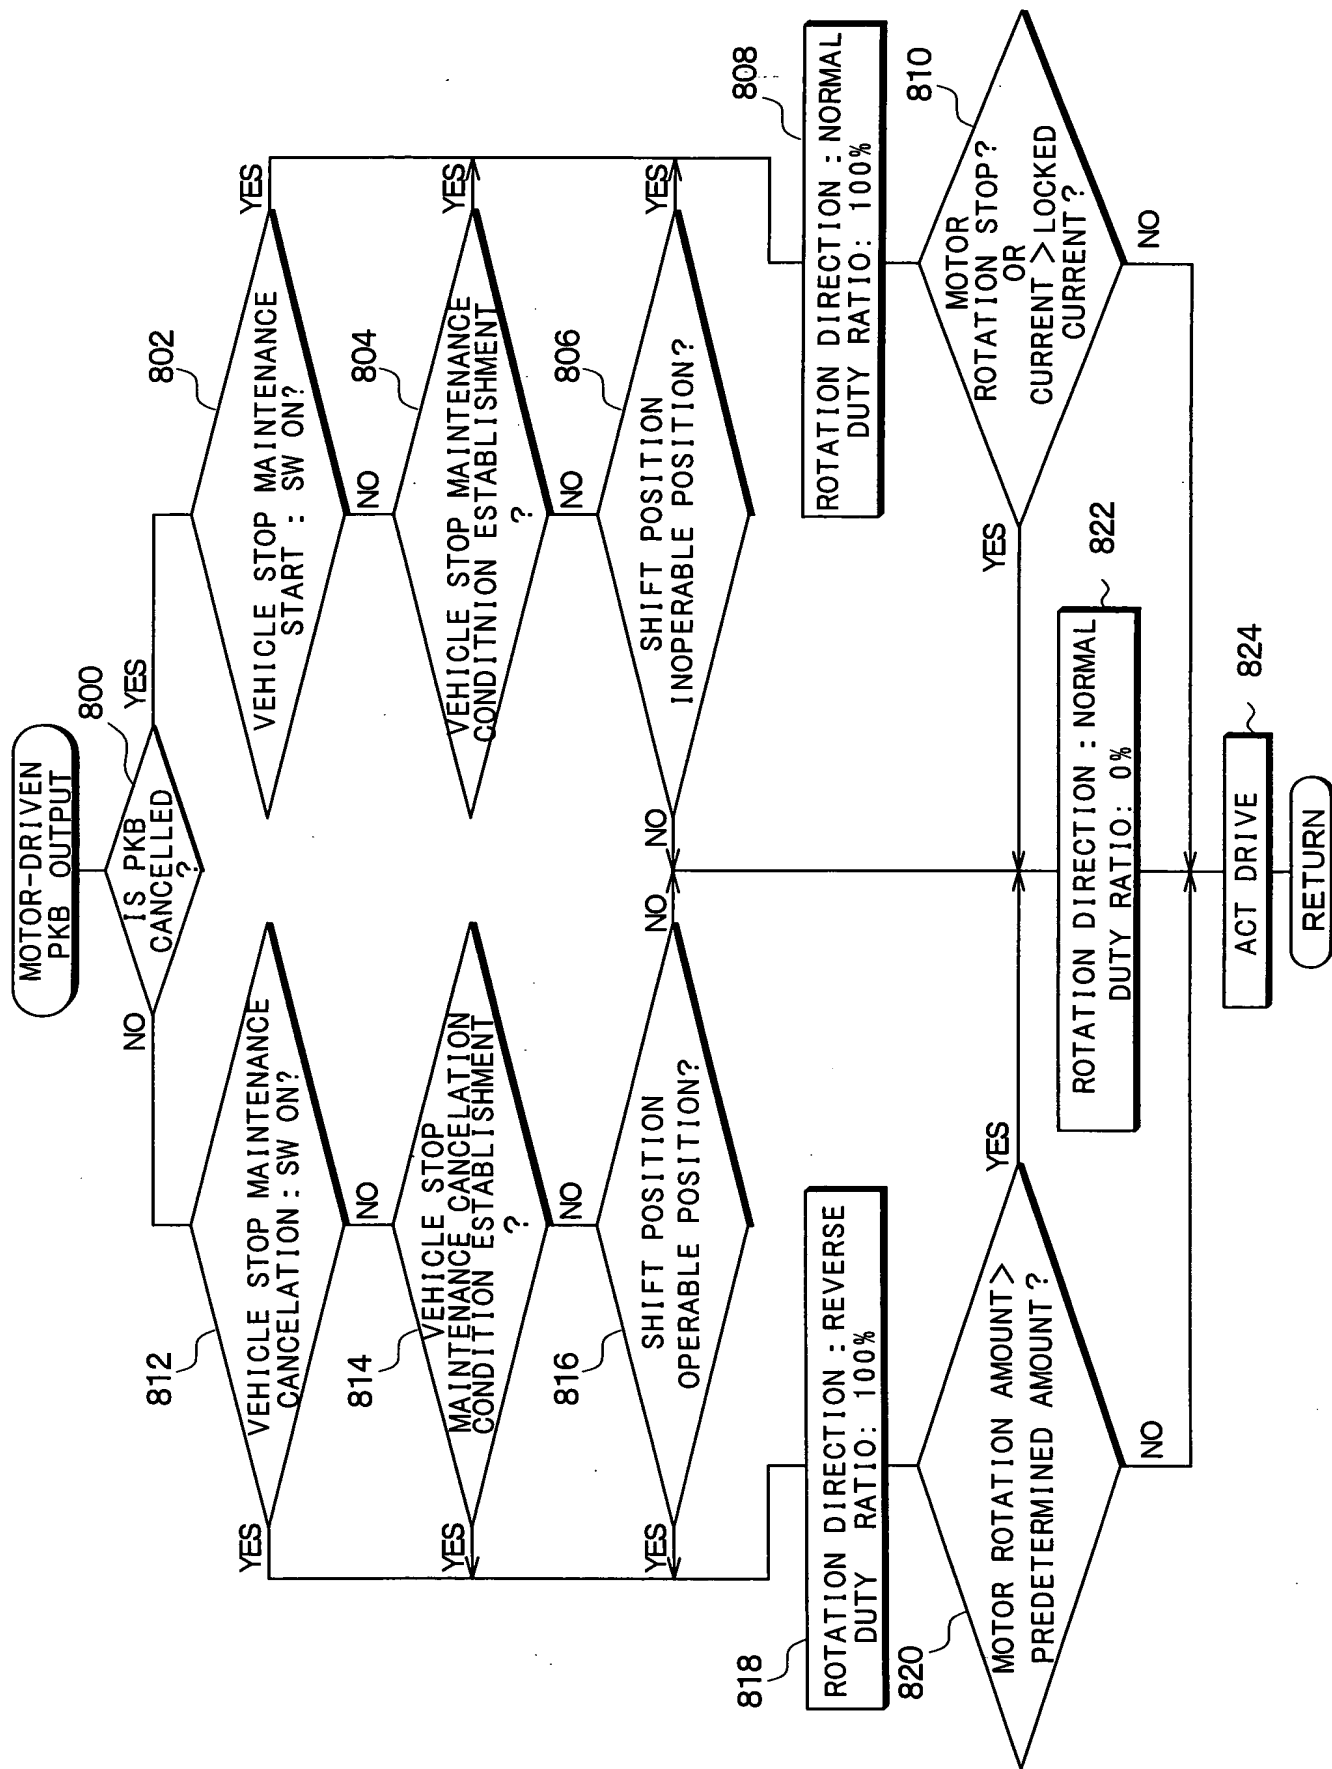 MOTOR-DRIVEN
PKB OUTPUT
800
IS PKB
CANCELLED
?
NO
YES
812
VEHICLE STOP MAINTENANCE
CANCELATION : SW ON?
YES
NO
814
VEHICLE STOP
MAINTENANCE CANCELATION
CONDITION ESTABLISHMENT
?
YES
NO
816
SHIFT POSITION
OPERABLE POSITION?
YES
NO
802
VEHICLE STOP MAINTENANCE
START : SW ON?
YES
NO
804
VEHICLE STOP MAINTENANCE
CONDITNION ESTABLISHMENT
?
YES
NO
806
SHIFT POSITION
INOPERABLE POSITION?
YES
NO
818
ROTATION DIRECTION : REVERSE
DUTY RATIO: 100%
820
MOTOR ROTATION AMOUNT>
PREDETERMINED AMOUNT?
YES
NO
808
ROTATION DIRECTION : NORMAL
DUTY RATIO: 100%
810
MOTOR
ROTATION STOP?
OR
CURRENT > LOCKED
CURRENT?
YES
NO
822
ROTATION DIRECTION : NORMAL
DUTY RATIO: 0%
824
ACT DRIVE
RETURN